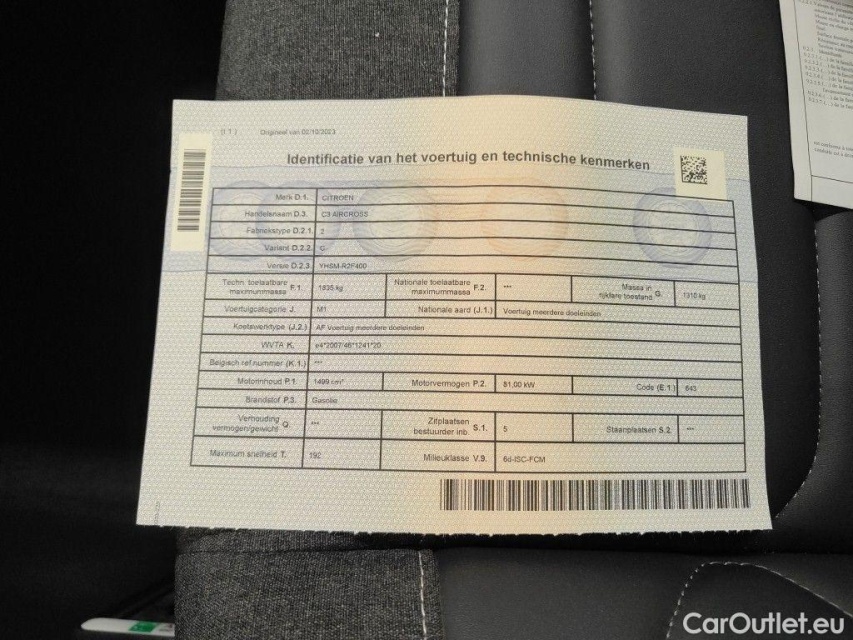 (I 1) Origineel van 02/10/2023
Identificatie van het voertuig en technische kenmerken
Merk D.1. CITROEN
Handelsnaam D.3. C3 AIRCROSS
Fabriekstype D.2.1. 2
Variant D.2.2.
Versie D.2.3. YHSM-R2F400
Techn. toelaatbare maximummassa F.1. 1835 kg Nationale toelaatbare maximummassa F.2. *** Massa in rijklare toestand G. 1310 kg
Voertuigcategorie J. M1 Nationale aard (J.1.) Voertuig meerdere doeleinden
Koetswerktype (J.2.) AF Voertuig meerdere doeleinden
WVTA K. e4*2007/46*1241*20
Belgisch ref.nummer (K.1.) ***
Motorinhoud P.1. 1499 cm³ Motorvermogen P.2. 81,00 kW Code (E.1.) 643
Brandstof P.3. Gasolie
Verhouding vermogen/gewicht Q. *** Zitplaatsen bestuurder inb. S.1. 5 Staanplaatsen S.2. ***
Maximum snelheid T. 192 Milieuklasse V.9. 6d-ISC-FCM
CarOutlet.eu